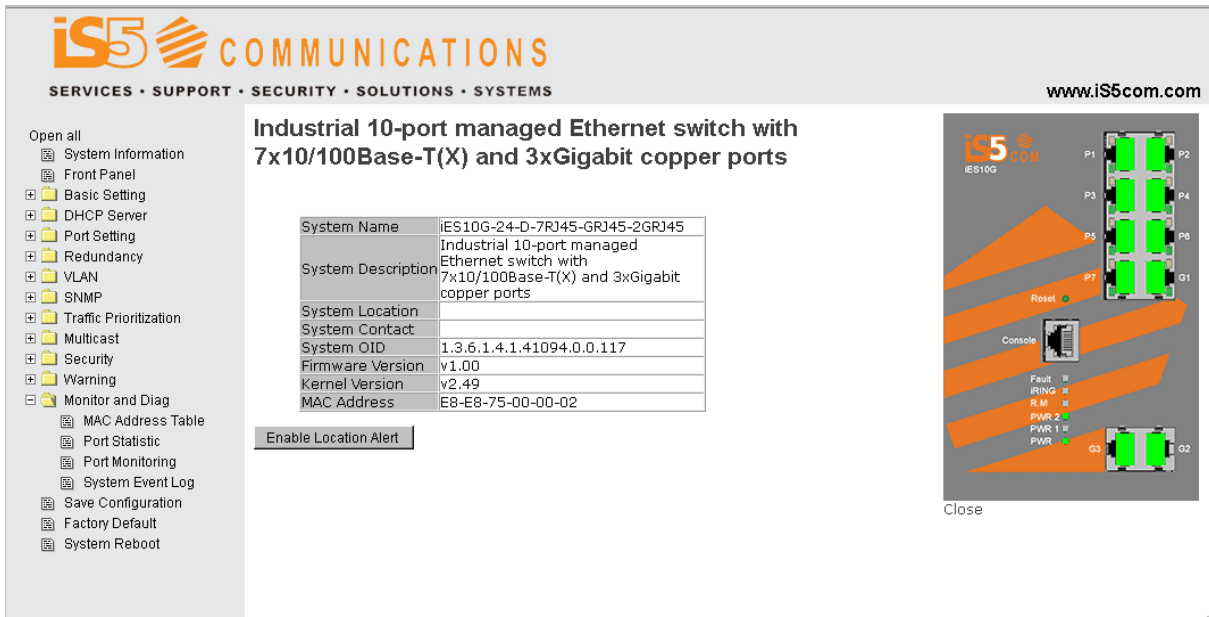 iS5 COMMUNICATIONS
SERVICES • SUPPORT • SECURITY • SOLUTIONS • SYSTEMS
www.iS5com.com
Open all
System Information
Front Panel
Basic Setting
DHCP Server
Port Setting
Redundancy
VLAN
SNMP
Traffic Prioritization
Multicast
Security
Warning
Monitor and Diag
MAC Address Table
Port Statistic
Port Monitoring
System Event Log
Save Configuration
Factory Default
System Reboot
Industrial 10-port managed Ethernet switch with
7x10/100Base-T(X) and 3xGigabit copper ports
System Name iES10G-24-D-7RJ45-GRJ45-2GRJ45
System Description Industrial 10-port managed
Ethernet switch with
7x10/100Base-T(X) and 3xGigabit
copper ports
System Location
System Contact
System OID 1.3.6.1.4.1.41094.0.0.117
Firmware Version v1.00
Kernel Version v2.49
MAC Address E8-E8-75-00-00-02
Enable Location Alert
iS5 COM
IES10G
P1 P2
P3 P4
P5 P6
P7 G1
Reset
Console
Fault
iRING
R.M
PWR 2
PWR 1
PWR
G3 G2
Close